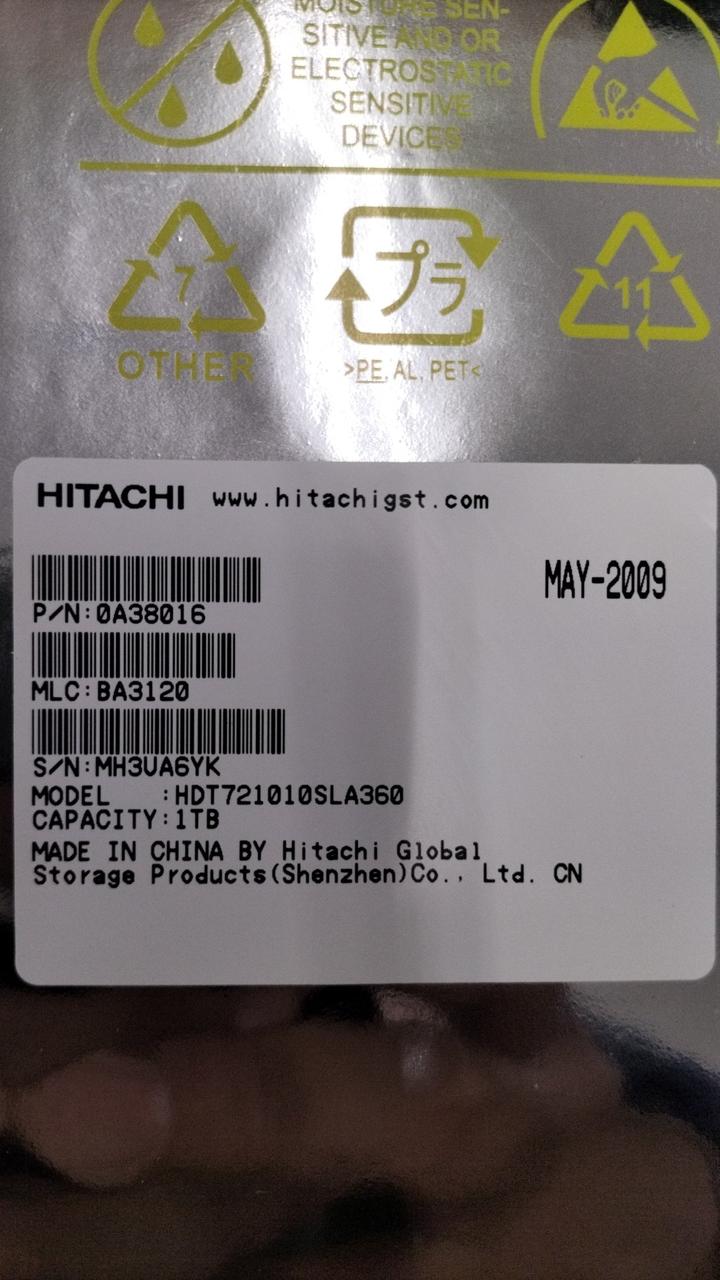 MOISTURE SEN-
SITIVE AND OR
ELECTROSTATIC
SENSITIVE
DEVICES
7
OTHER
プラ
>PE, AL, PET<
11
HITACHI www.hitachigst.com
MAY-2009
P/N:0A38016
MLC:BA3120
S/N:MH3UA6YK
MODEL :HDT721010SLA360
CAPACITY:1TB
MADE IN CHINA BY Hitachi Global
Storage Products(Shenzhen)Co., Ltd. CN